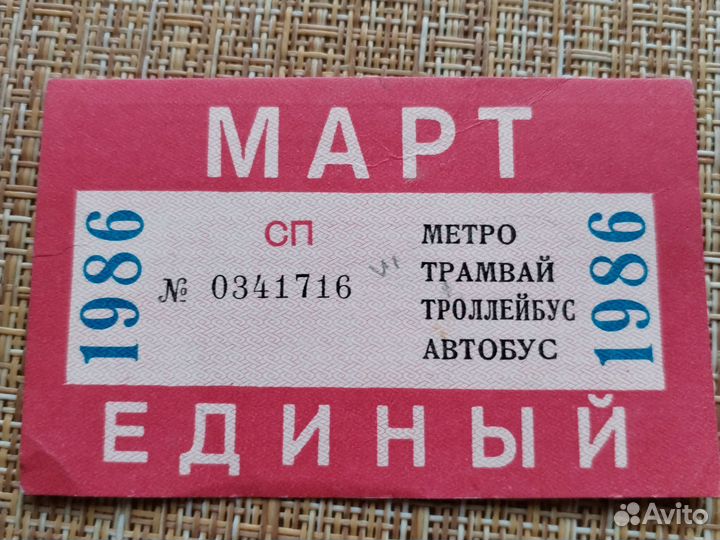 МАРТ
1986
СП
№ 0341716
МЕТРО
ТРАМВАЙ
ТРОЛЛЕЙБУС
АВТОБУС
1986
ЕДИНЫЙ
Avito